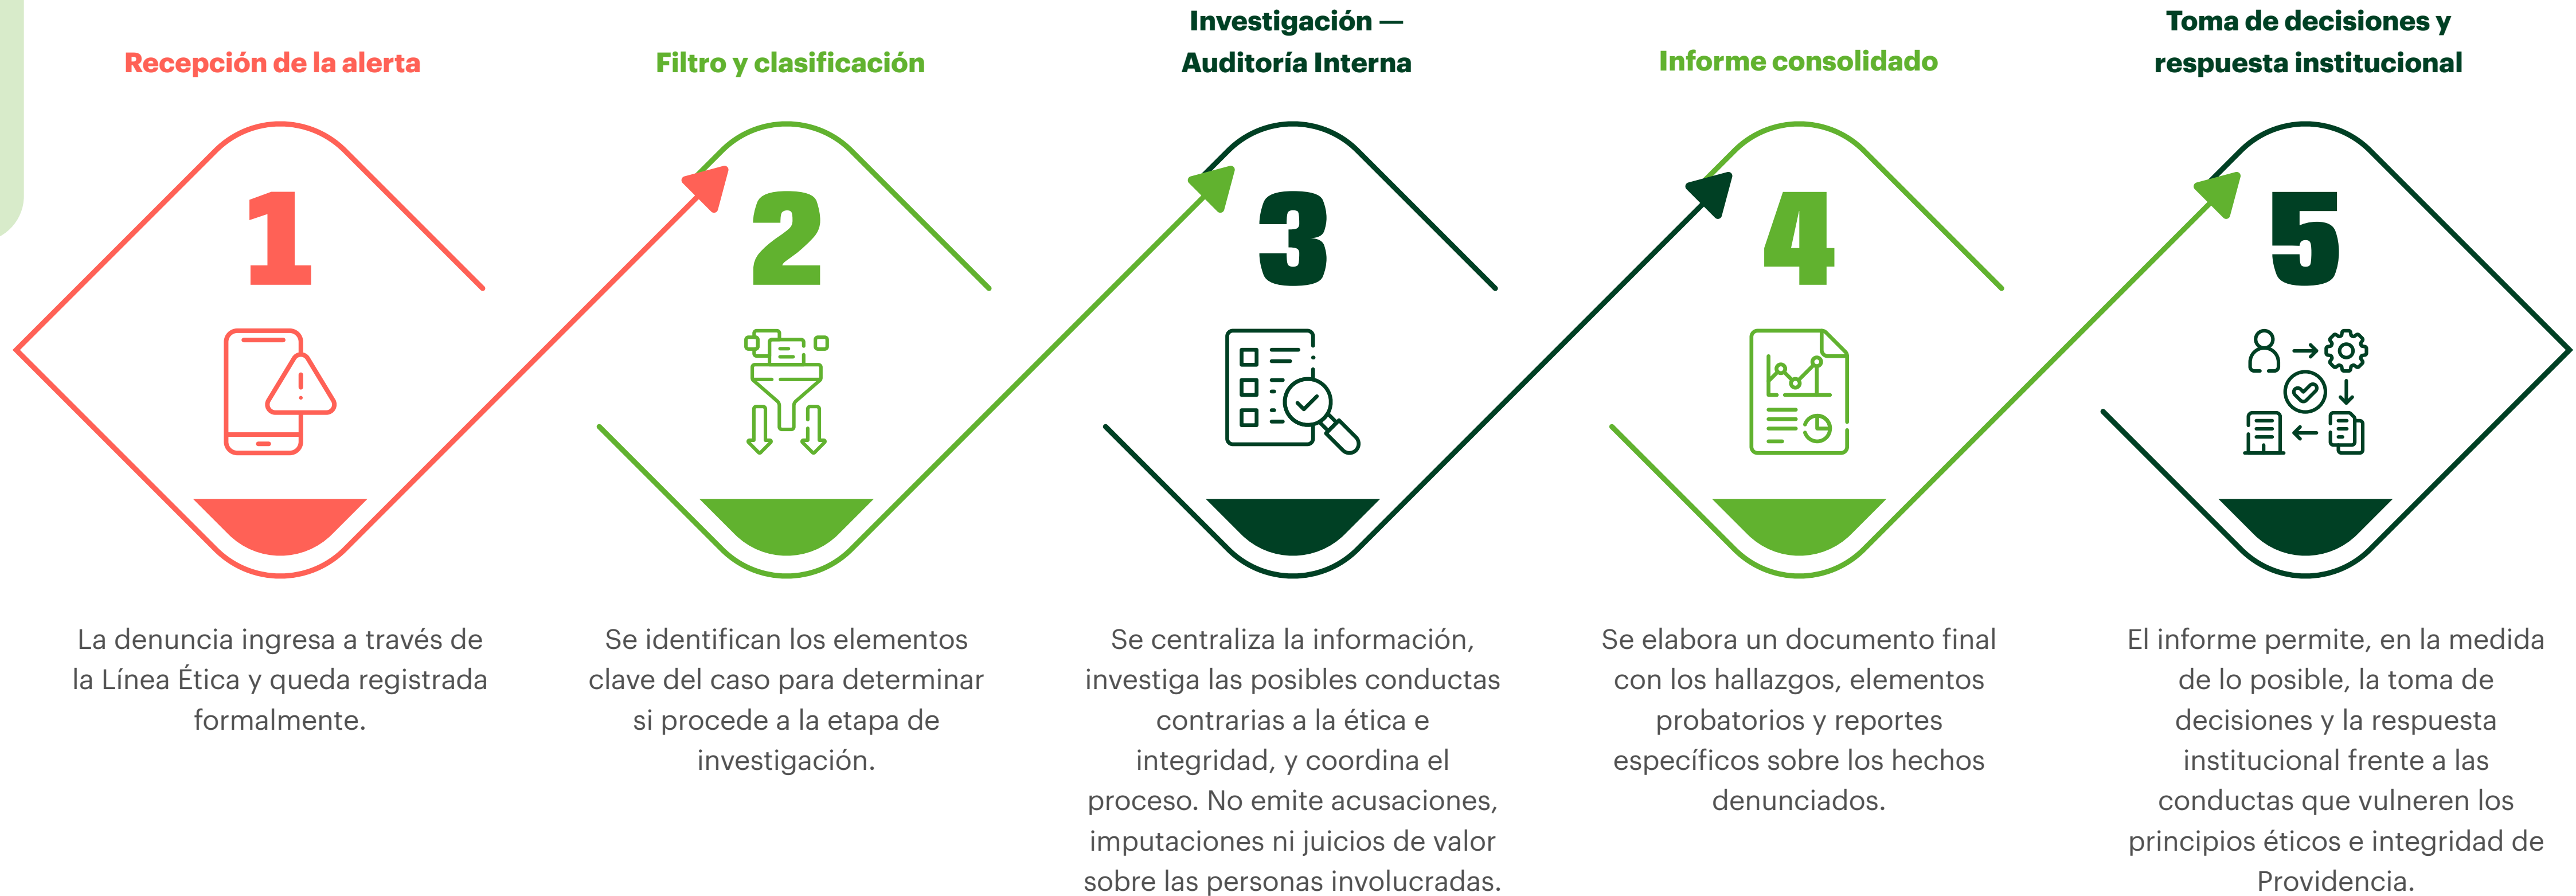 Recepción de la alerta
1
La denuncia ingresa a través de
la Línea Ética y queda registrada
formalmente.
Filtro y clasificación
2
Se identifican los elementos
clave del caso para determinar
si procede a la etapa de
investigación.
Investigación —
Auditoría Interna
3
Se centraliza la información,
investiga las posibles conductas
contrarias a la ética e
integridad, y coordina el
proceso. No emite acusaciones,
imputaciones ni juicios de valor
sobre las personas involucradas.
Informe consolidado
4
Se elabora un documento final
con los hallazgos, elementos
probatorios y reportes
específicos sobre los hechos
denunciados.
Toma de decisiones y
respuesta institucional
5
El informe permite, en la medida
de lo posible, la toma de
decisiones y la respuesta
institucional frente a las
conductas que vulneren los
principios éticos e integridad de
Providencia.